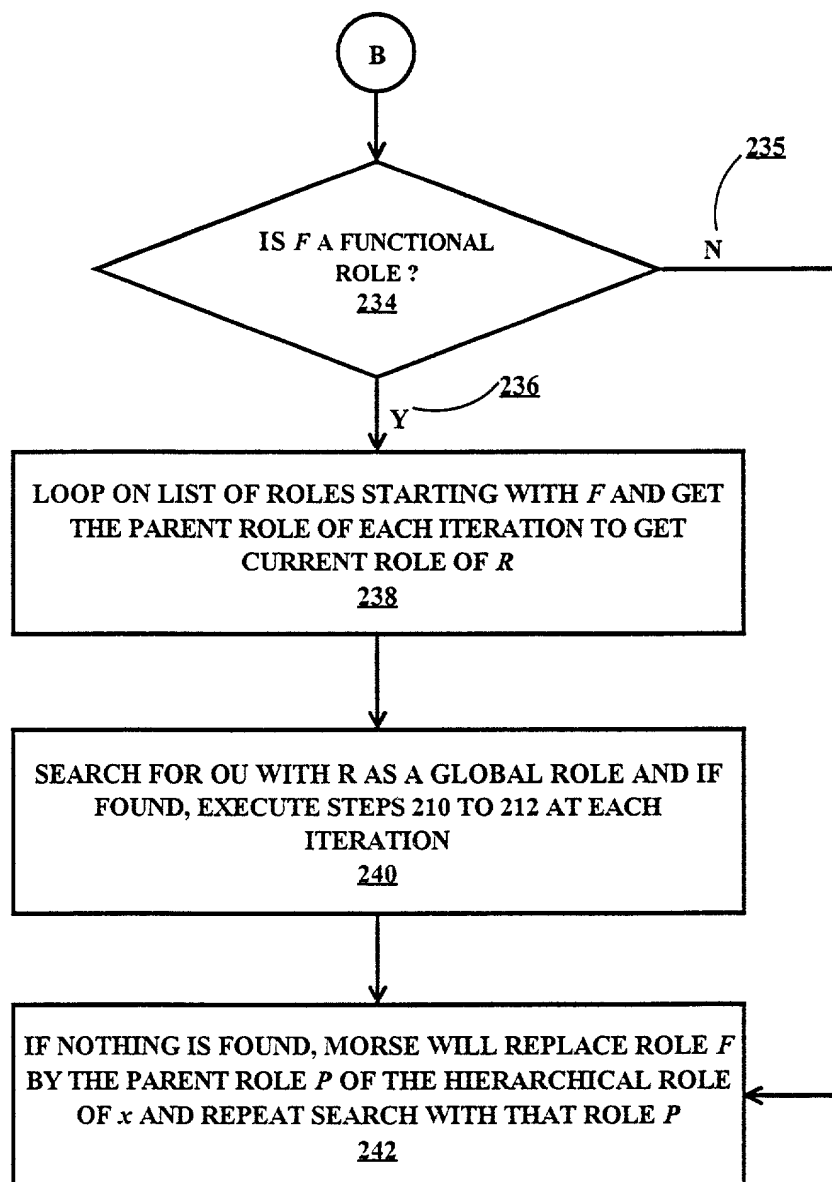 B
235
IS F A FUNCTIONAL
ROLE ?
234
N
236
Y
LOOP ON LIST OF ROLES STARTING WITH F AND GET
THE PARENT ROLE OF EACH ITERATION TO GET
CURRENT ROLE OF R
238
SEARCH FOR OU WITH R AS A GLOBAL ROLE AND IF
FOUND, EXECUTE STEPS 210 TO 212 AT EACH
ITERATION
240
IF NOTHING IS FOUND, MORSE WILL REPLACE ROLE F
BY THE PARENT ROLE P OF THE HIERARCHICAL ROLE
OF x AND REPEAT SEARCH WITH THAT ROLE P
242